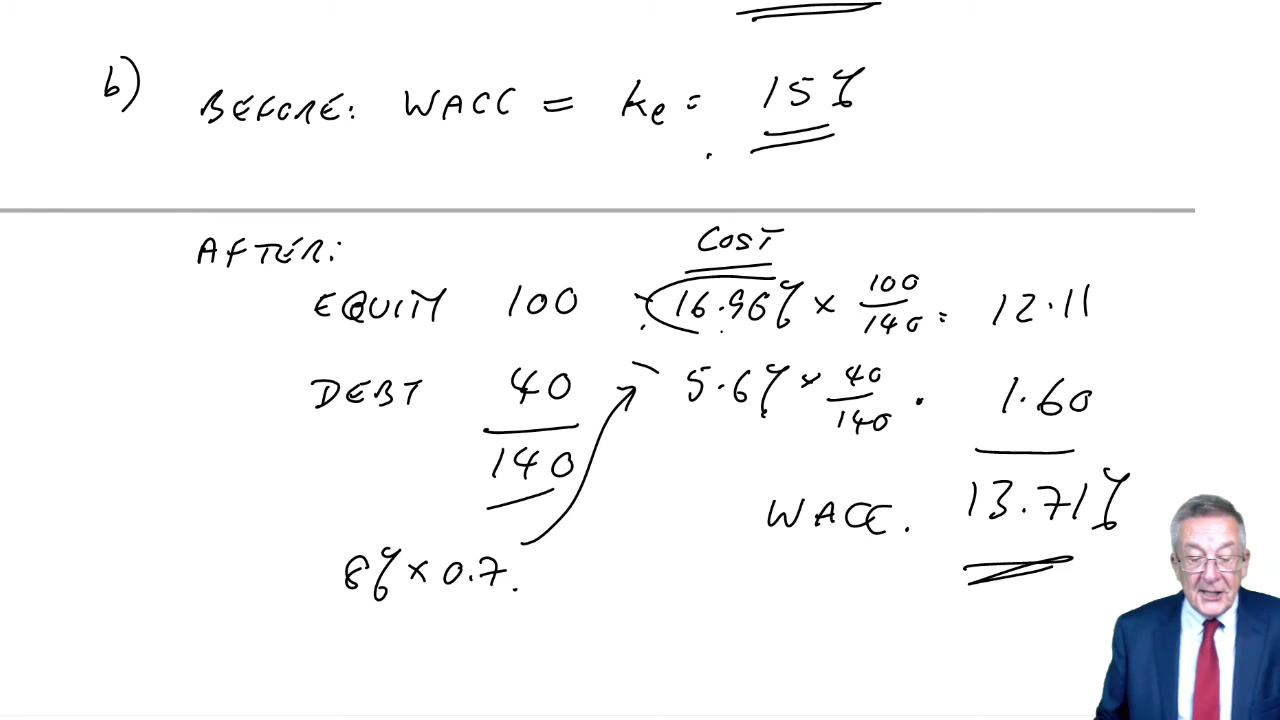 b) BEFORE: WACC = ke = 15%
AFTER:
COST
EQUITY 100 - 16.96% × 100/140 = 12.11
DEBT 40 - 5.6% × 40/140 . 1.60
140
WACC. 13.71%
8% × 0.7.